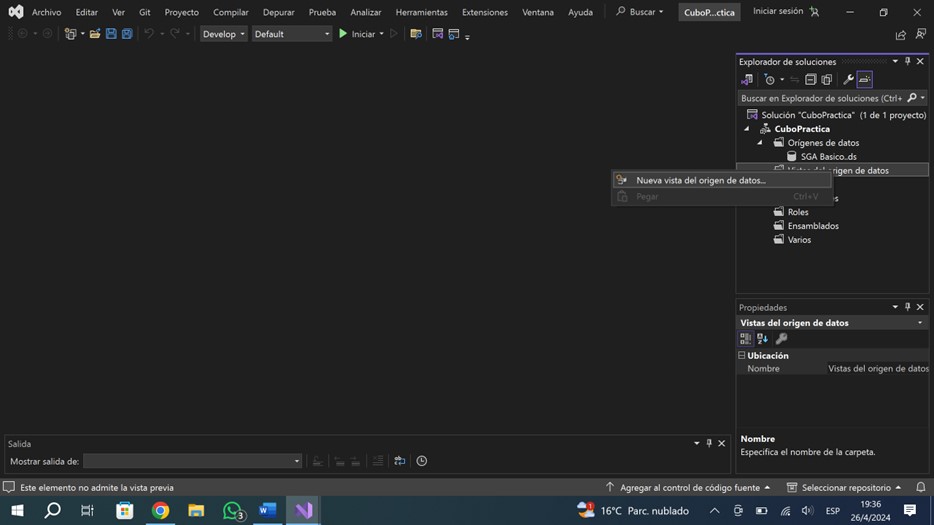 Archivo Editar Ver Git Proyecto Compilar Depurar Prueba Analizar Herramientas Extensiones Ventana Ayuda Buscar CuboP...ctica Iniciar sesión
Develop Default Iniciar
Explorador de soluciones
Buscar en Explorador de soluciones (Ctrl+
Solución "CuboPractica" (1 de 1 proyecto)
CuboPractica
Orígenes de datos
SGA Basico..ds
Vistas del origen de datos
Nueva vista del origen de datos...
Pegar Ctrl+V
Roles
Ensamblados
Varios
Propiedades
Vistas del origen de datos
Ubicación
Nombre Vistas del origen de datos
Nombre
Especifica el nombre de la carpeta.
Salida
Mostrar salida de:
Este elemento no admite la vista previa
Agregar al control de código fuente
Seleccionar repositorio
3
16°C Parc. nublado
ESP
19:36
26/4/2024